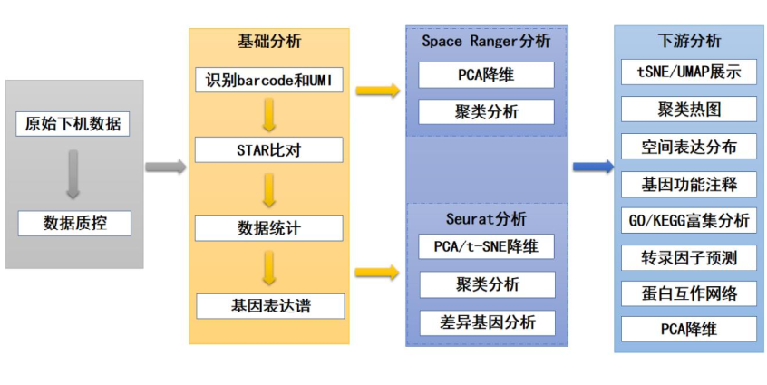 原始下机数据
数据质控
基础分析
识别barcode和UMI
STAR比对
数据统计
基因表达谱
Space Ranger分析
PCA降维
聚类分析
Seurat分析
PCA/t-SNE降维
聚类分析
差异基因分析
下游分析
tSNE/UMAP展示
聚类热图
空间表达分布
基因功能注释
GO/KEGG富集分析
转录因子预测
蛋白互作网络
PCA降维